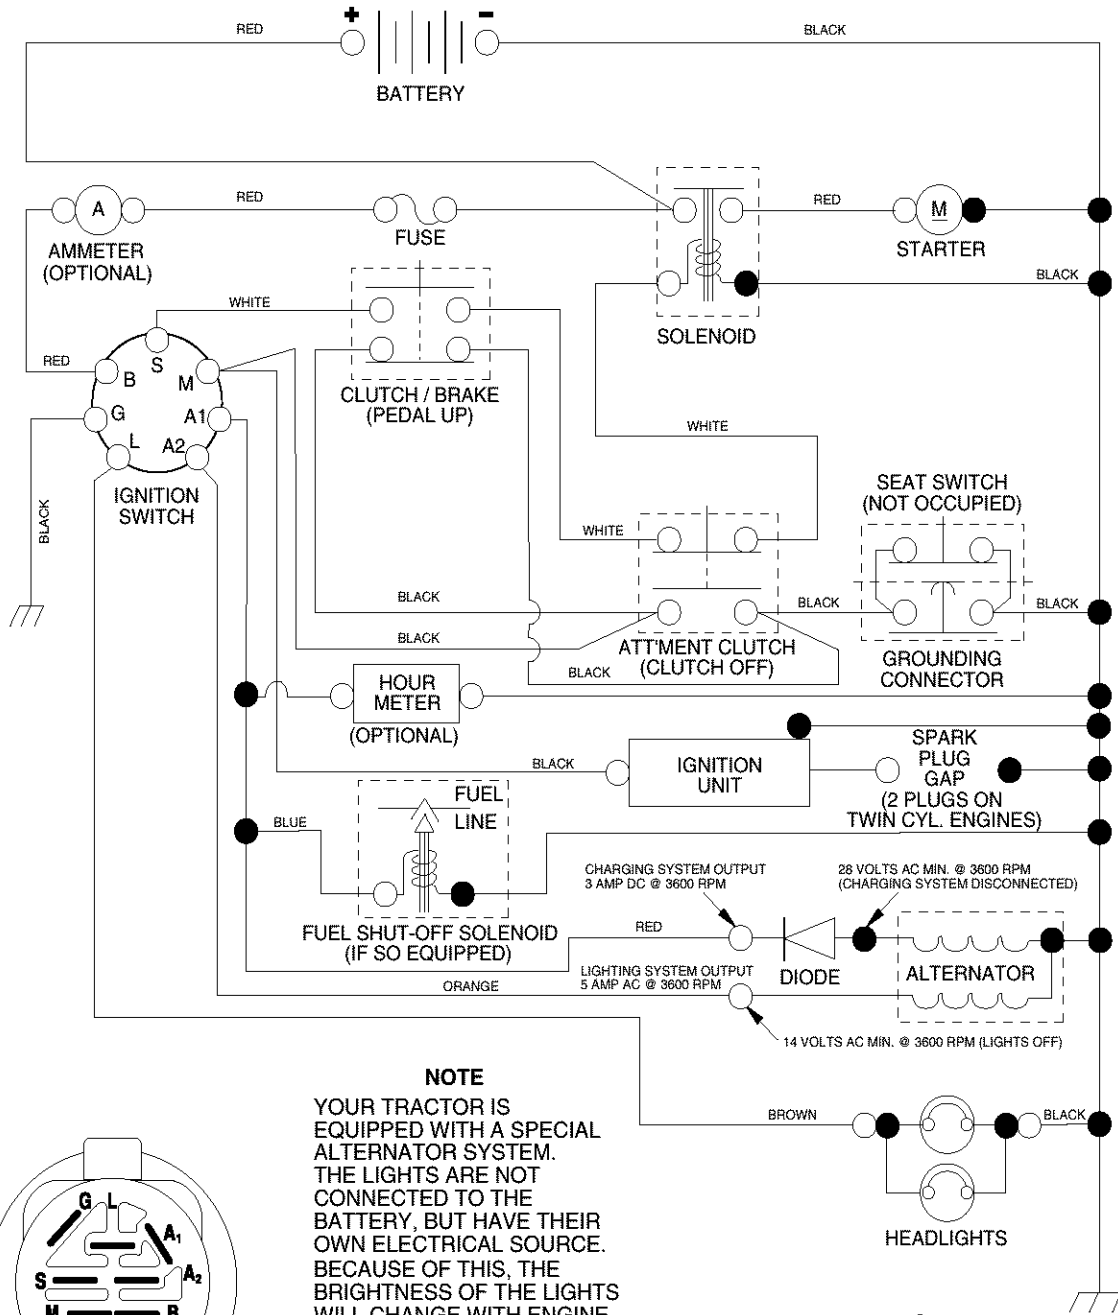 + -
RED
BLACK
BATTERY
A
RED
FUSE
RED
M
AMMETER
(OPTIONAL)
STARTER
BLACK
SOLENOID
WHITE
RED
S
B
M
G
A1
L
A2
CLUTCH / BRAKE
(PEDAL UP)
IGNITION
SWITCH
BLACK
WHITE
SEAT SWITCH
(NOT OCCUPIED)
WHITE
BLACK
BLACK
BLACK
BLACK
ATT'MENT CLUTCH
(CLUTCH OFF)
BLACK
GROUNDING
CONNECTOR
HOUR
METER
(OPTIONAL)
BLACK
IGNITION
UNIT
SPARK
PLUG
GAP
(2 PLUGS ON
TWIN CYL. ENGINES)
FUEL
LINE
BLUE
CHARGING SYSTEM OUTPUT
3 AMP DC @ 3600 RPM
28 VOLTS AC MIN. @ 3600 RPM
(CHARGING SYSTEM DISCONNECTED)
FUEL SHUT-OFF SOLENOID
(IF SO EQUIPPED)
RED
DIODE
ALTERNATOR
LIGHTING SYSTEM OUTPUT
5 AMP AC @ 3600 RPM
ORANGE
14 VOLTS AC MIN. @ 3600 RPM (LIGHTS OFF)
NOTE
YOUR TRACTOR IS
EQUIPPED WITH A SPECIAL
ALTERNATOR SYSTEM.
THE LIGHTS ARE NOT
CONNECTED TO THE
BATTERY, BUT HAVE THEIR
OWN ELECTRICAL SOURCE.
BECAUSE OF THIS, THE
BRIGHTNESS OF THE LIGHTS
WILL CHANGE WITH ENGINE
BROWN
BLACK
HEADLIGHTS
G L
A1
S
A2
M
B